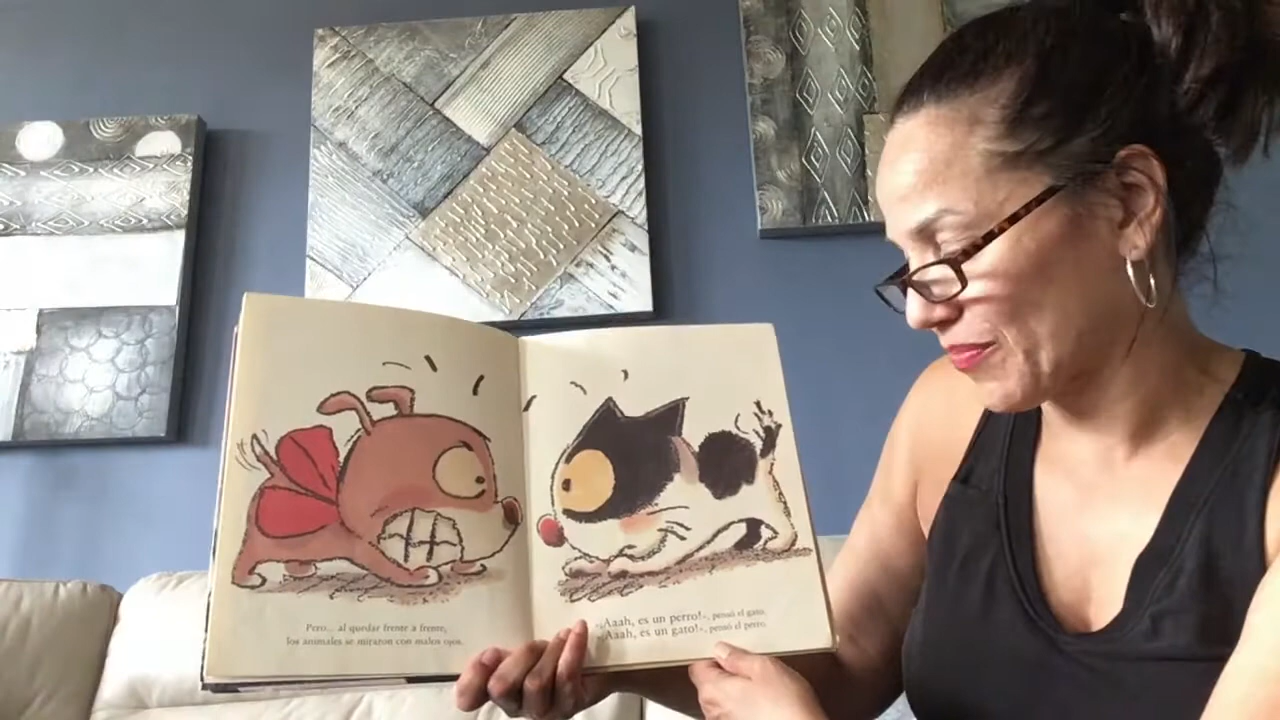 Pero... al quedar frente a frente,
los animales se miraron con malos ojos.
«¡Aaah, es un perro!», pensó el gato.
«¡Aaah, es un gato!», pensó el perro.